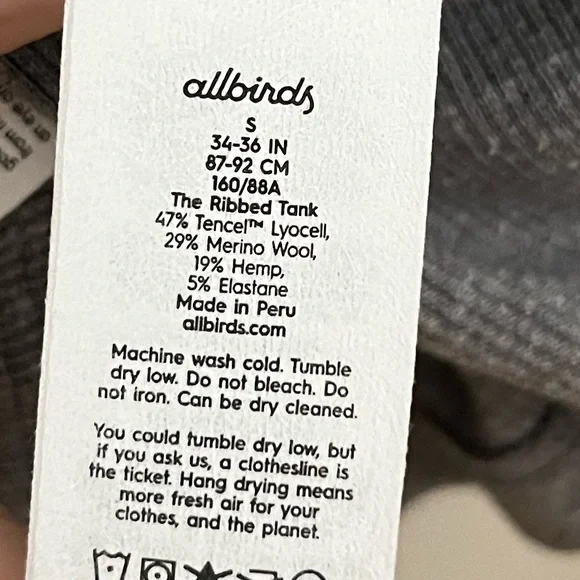 allbirds
S
34-36 IN
87-92 CM
160/88A
The Ribbed Tank
47% Tencel™ Lyocell,
29% Merino Wool,
19% Hemp,
5% Elastane
Made in Peru
allbirds.com
Machine wash cold. Tumble
dry low. Do not bleach. Do
not iron. Can be dry cleaned.
You could tumble dry low, but
if you ask us, a clothesline is
the ticket. Hang drying means
more fresh air for your
clothes, and the planet.